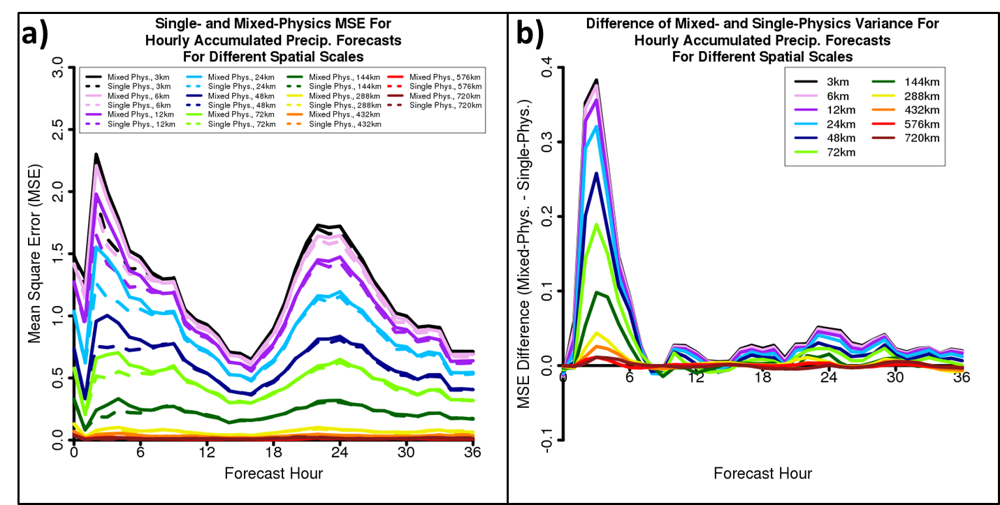 a)
Single- and Mixed-Physics MSE For
Hourly Accumulated Precip. Forecasts
For Different Spatial Scales
Mixed Phys., 3km
Single Phys., 3km
Mixed Phys., 6km
Single Phys., 6km
Mixed Phys., 12km
Single Phys., 12km
Mixed Phys., 24km
Single Phys., 24km
Mixed Phys., 48km
Single Phys., 48km
Mixed Phys., 72km
Single Phys., 72km
Mixed Phys., 144km
Single Phys., 144km
Mixed Phys., 288km
Single Phys., 288km
Mixed Phys., 432km
Single Phys., 432km
Mixed Phys., 576km
Single Phys., 576km
Mixed Phys., 720km
Single Phys., 720km
Mean Square Error (MSE)
3.0
2.5
2.0
1.5
1.0
0.5
0.0
0 6 12 18 24 30 36
Forecast Hour
b)
Difference of Mixed- and Single-Physics Variance For
Hourly Accumulated Precip. Forecasts
For Different Spatial Scales
3km
6km
12km
24km
48km
72km
144km
288km
432km
576km
720km
MSE Difference (Mixed-Phys. - Single-Phys.)
0.4
0.3
0.2
0.1
0.0
-0.1
0 6 12 18 24 30 36
Forecast Hour